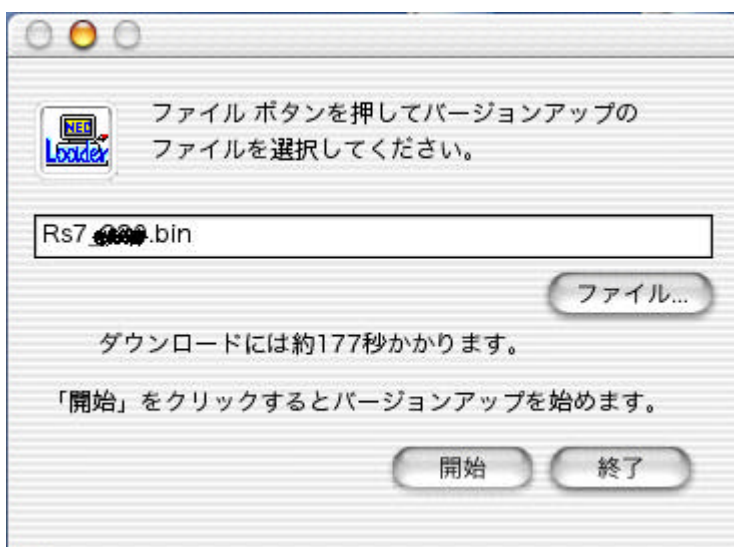 NED
Loader
ファイル ボタンを押してバージョンアップの
ファイルを選択してください。
Rs7_.bin
ファイル...
ダウンロードには約177秒かかります。
「開始」をクリックするとバージョンアップを始めます。
開始
終了